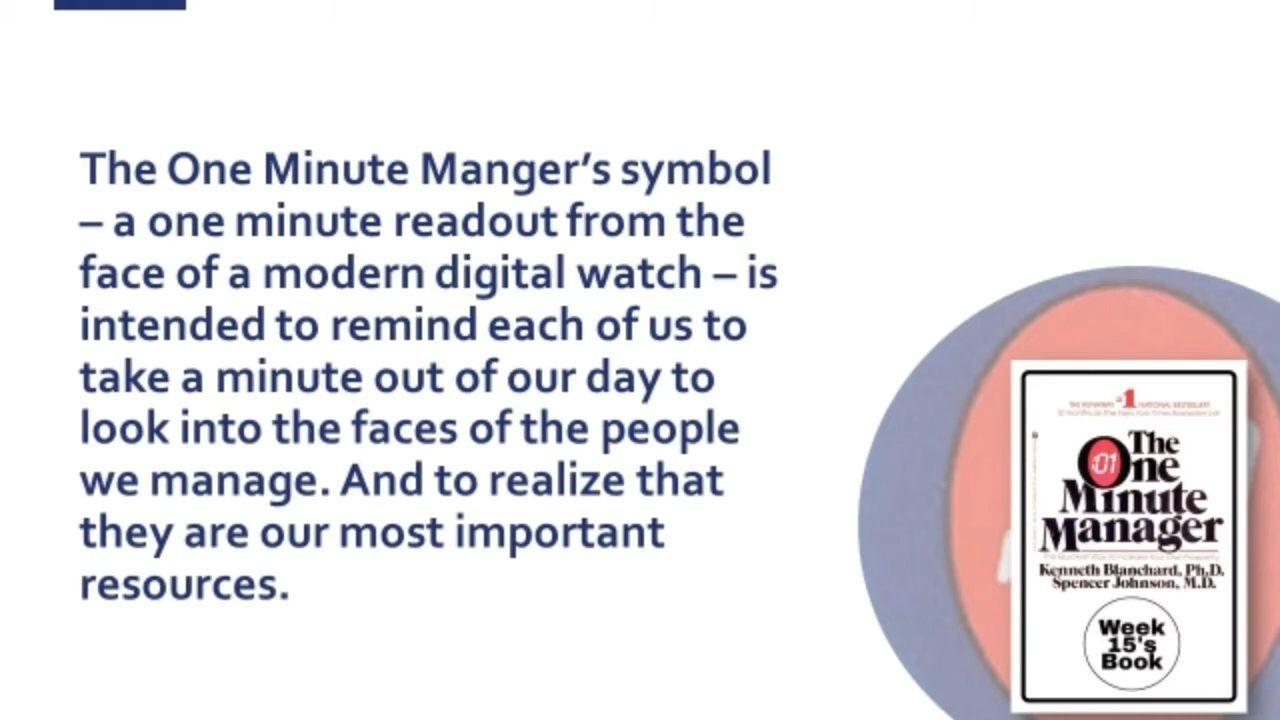 The One Minute Manger’s symbol
– a one minute readout from the
face of a modern digital watch – is
intended to remind each of us to
take a minute out of our day to
look into the faces of the people
we manage. And to realize that
they are our most important
resources.
#1
The
One
01
Minute
Manager
Kenneth Blanchard, Ph.D.
Spencer Johnson, M.D.
Week
15's
Book